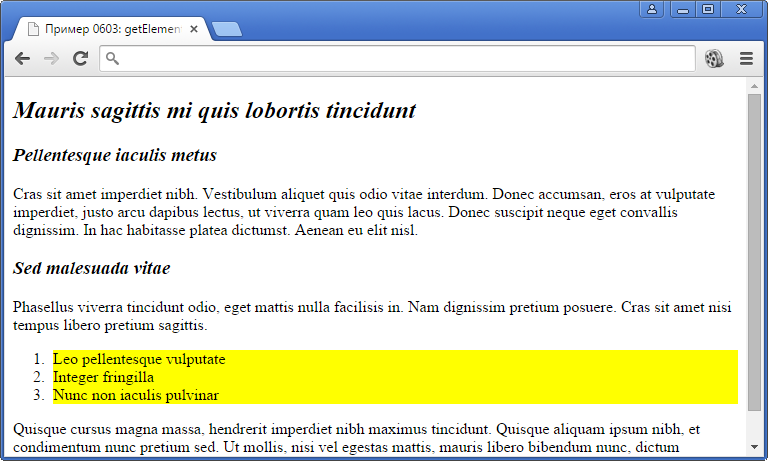 Пример 0603: getElemen
Mauris sagittis mi quis lobortis tincidunt
Pellentesque iaculis metus
Cras sit amet imperdiet nibh. Vestibulum aliquet quis odio vitae interdum. Donec accumsan, eros at vulputate
imperdiet, justo arcu dapibus lectus, ut viverra quam leo quis lacus. Donec suscipit neque eget convallis
dignissim. In hac habitasse platea dictumst. Aenean eu elit nisl.
Sed malesuada vitae
Phasellus viverra tincidunt odio, eget mattis nulla facilisis in. Nam dignissim pretium posuere. Cras sit amet nisi
tempus libero pretium sagittis.
1. Leo pellentesque vulputate
2. Integer fringilla
3. Nunc non iaculis pulvinar
Quisque cursus magna massa, hendrerit imperdiet nibh maximus tincidunt. Quisque aliquam ipsum nibh, et
condimentum nunc pretium sed. Ut mollis, nisi vel egestas mattis, mauris libero bibendum nunc, dictum